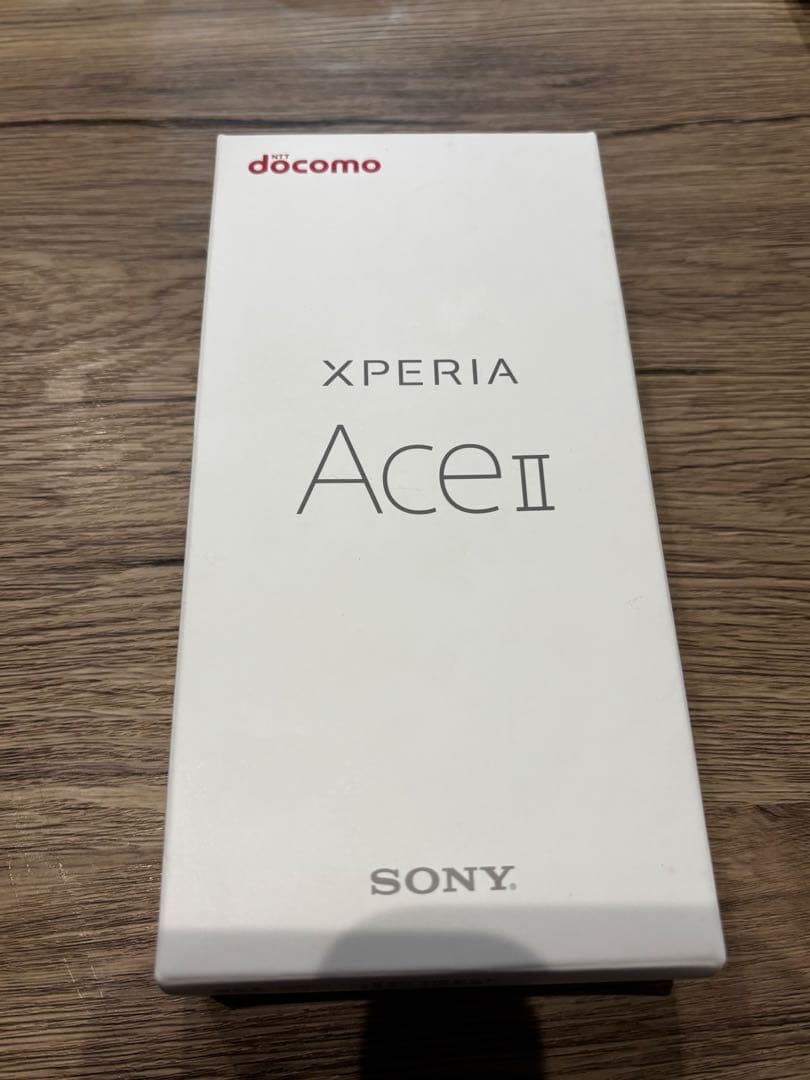 NTT
docomo
XPERIA
Ace II
SONY